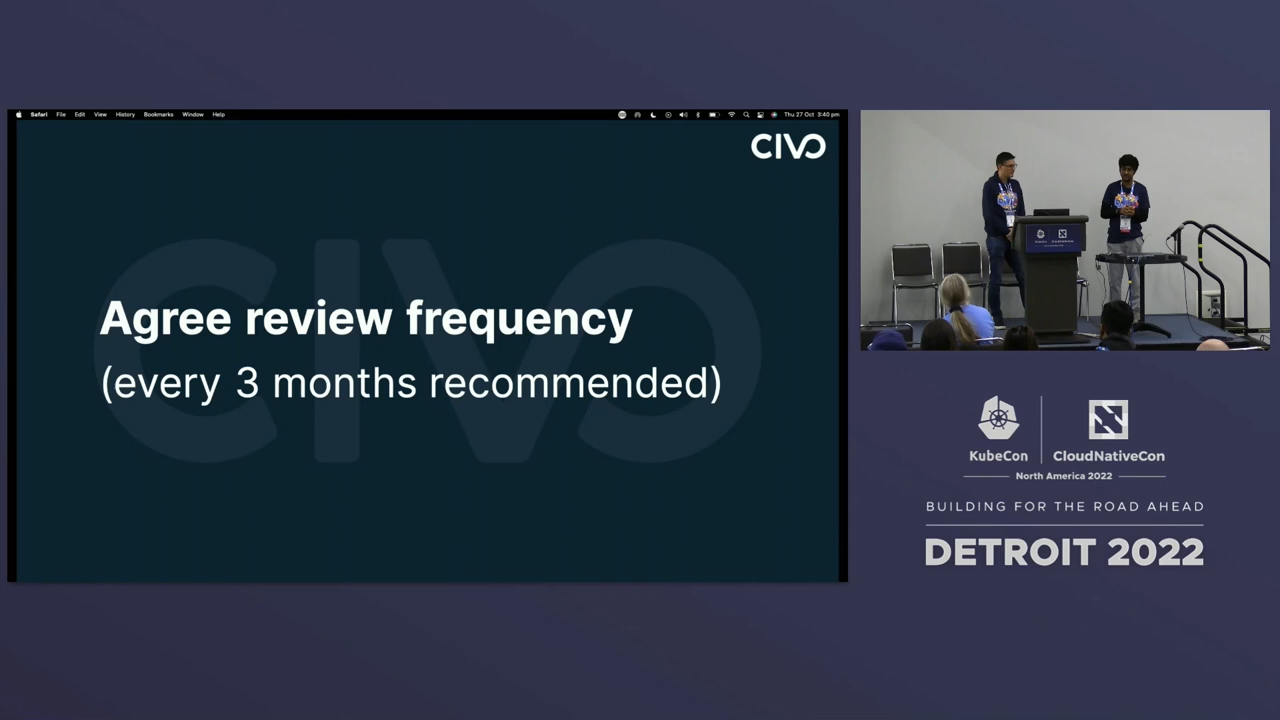 Safari File Edit View History Bookmarks Window Help Thu 27 Oct 3:40 pm
CIVO
CIVO
Agree review frequency
(every 3 months recommended)
KubeCon CloudNativeCon
North America 2022
BUILDING FOR THE ROAD AHEAD
DETROIT 2022